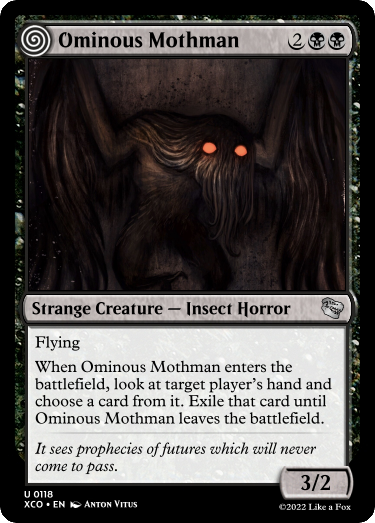 Ominous Mothman 2
Strange Creature — Insect Horror
Flying
When Ominous Mothman enters the
battlefield, look at target player's hand and
choose a card from it. Exile that card until
Ominous Mothman leaves the battlefield.
It sees prophecies of futures which will never
come to pass.
3/2
U 0118
XCO • EN Anton Vitus
©2022 Like a Fox